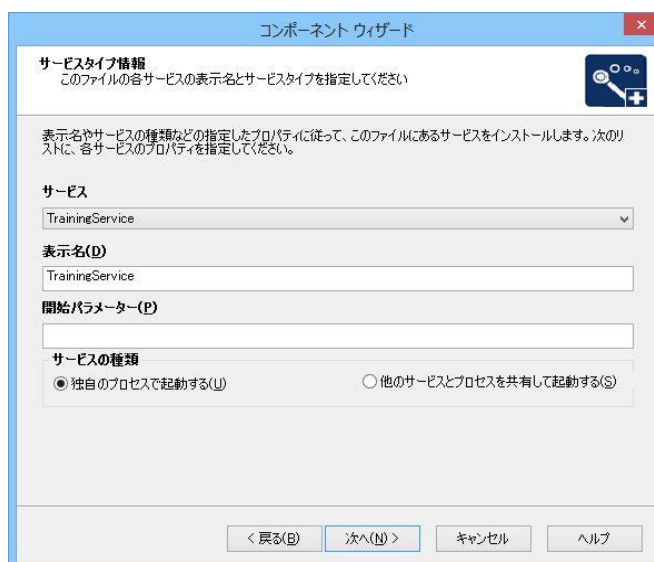 コンポーネント ウィザード
サービスタイプ情報
このファイルの各サービスの表示名とサービスタイプを指定してください
表示名やサービスの種類などの指定したプロパティに従って、このファイルにあるサービスをインストールします。次のリ
ストに、各サービスのプロパティを指定してください。
サービス
TrainingService
表示名(D)
TrainingService
開始パラメーター(P)
サービスの種類
独自のプロセスで起動する(U) 他のサービスとプロセスを共有して起動する(S)
< 戻る(B) 次へ(N) > キャンセル ヘルプ